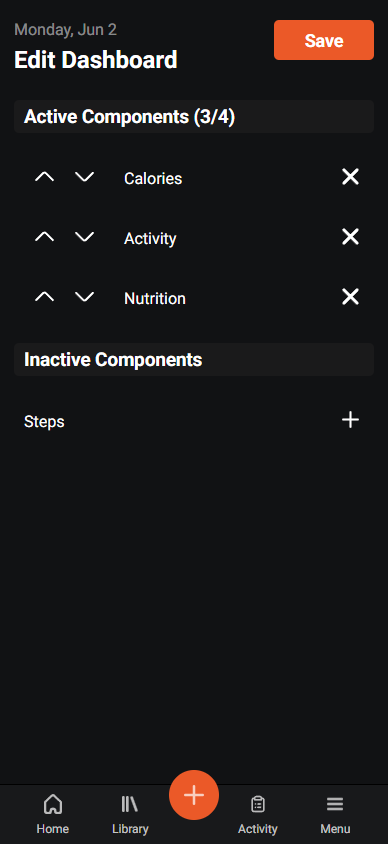 Monday, Jun 2
Edit Dashboard
Save
Active Components (3/4)
Calories
Activity
Nutrition
Inactive Components
Steps
Home
Library
Activity
Menu